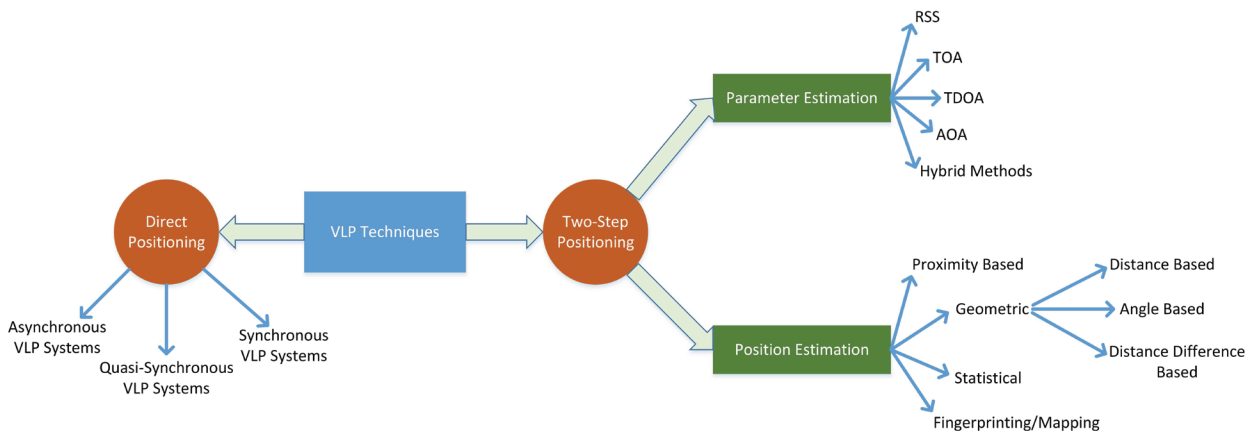 RSS
TOA
Parameter Estimation
TDOA
AOA
Hybrid Methods
Direct
Positioning
VLP Techniques
Two-Step
Positioning
Asynchronous
VLP Systems
Quasi-Synchronous
VLP Systems
Synchronous
VLP Systems
Proximity Based
Distance Based
Geometric
Angle Based
Position Estimation
Distance Difference
Based
Statistical
Fingerprinting/Mapping